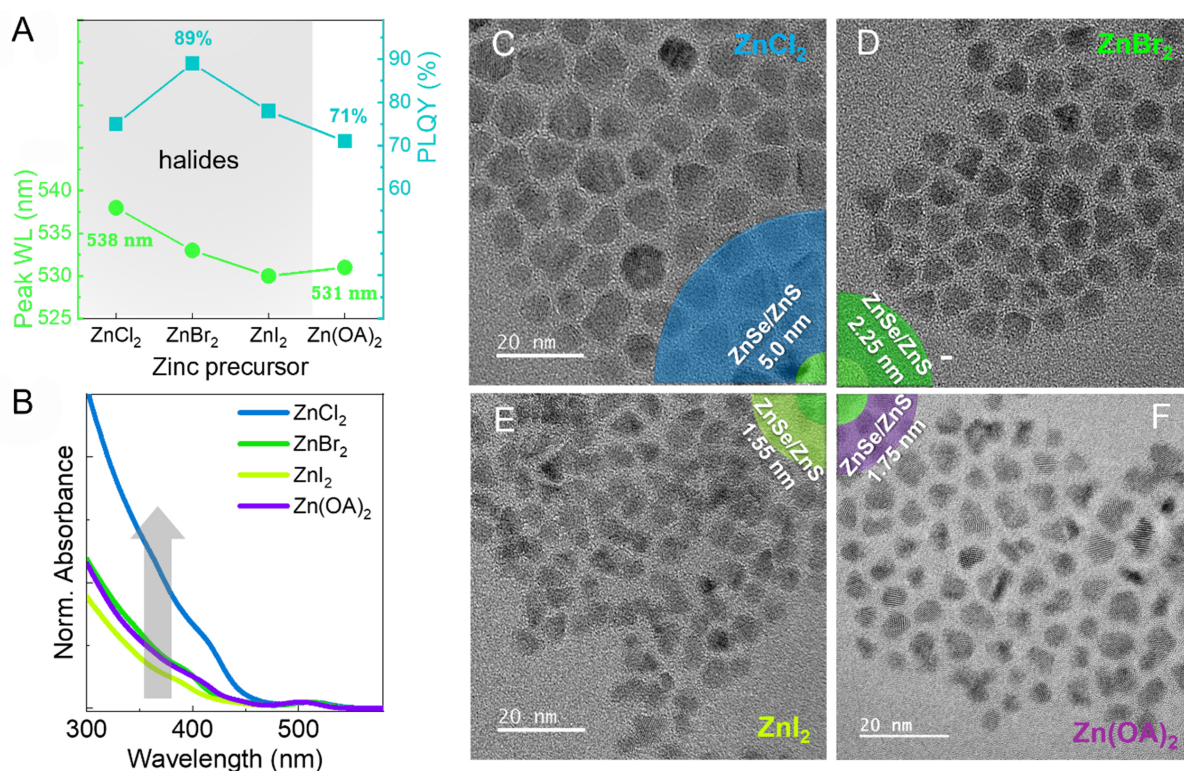 A
Peak WL (nm)
540
535
530
525
89%
71%
halides
538 nm
531 nm
90
80
70
60
PLQY (%)
ZnCl₂
ZnBr₂
ZnI₂
Zn(OA)₂
Zinc precursor
B
Norm. Absorbance
ZnCl₂
ZnBr₂
ZnI₂
Zn(OA)₂
300
400
500
Wavelength (nm)
C
ZnCl₂
ZnSe/ZnS
5.0 nm
20 nm
D
ZnBr₂
ZnSe/ZnS
2.25 nm
E
ZnSe/ZnS
1.55 nm
20 nm
ZnI₂
F
ZnSe/ZnS
1.75 nm
20 nm
Zn(OA)₂